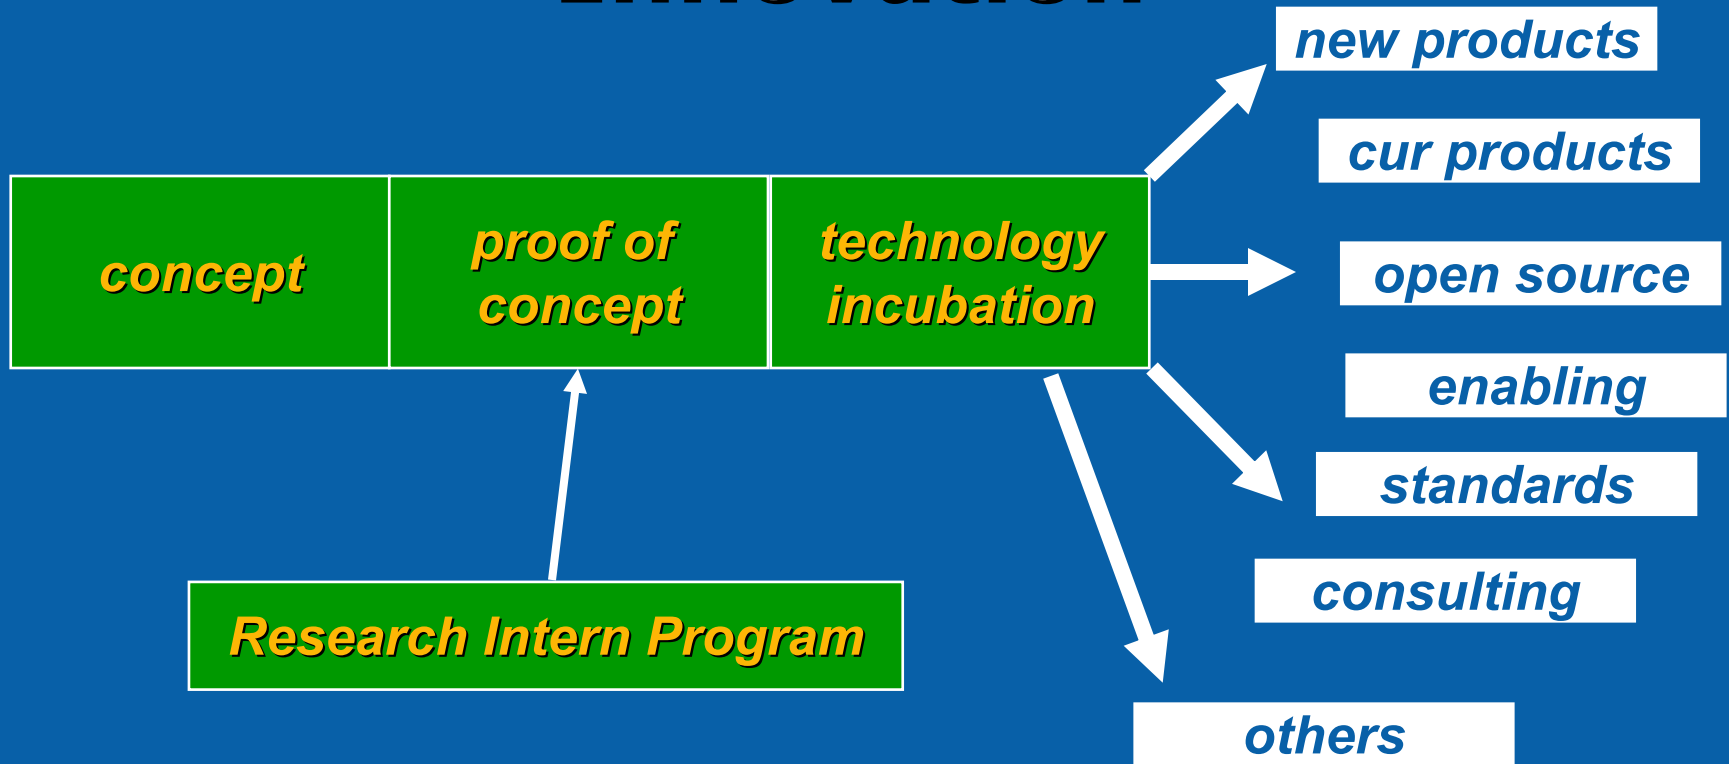 Innovation
new products
cur products
concept
proof of
concept
technology
incubation
open source
enabling
standards
consulting
Research Intern Program
others